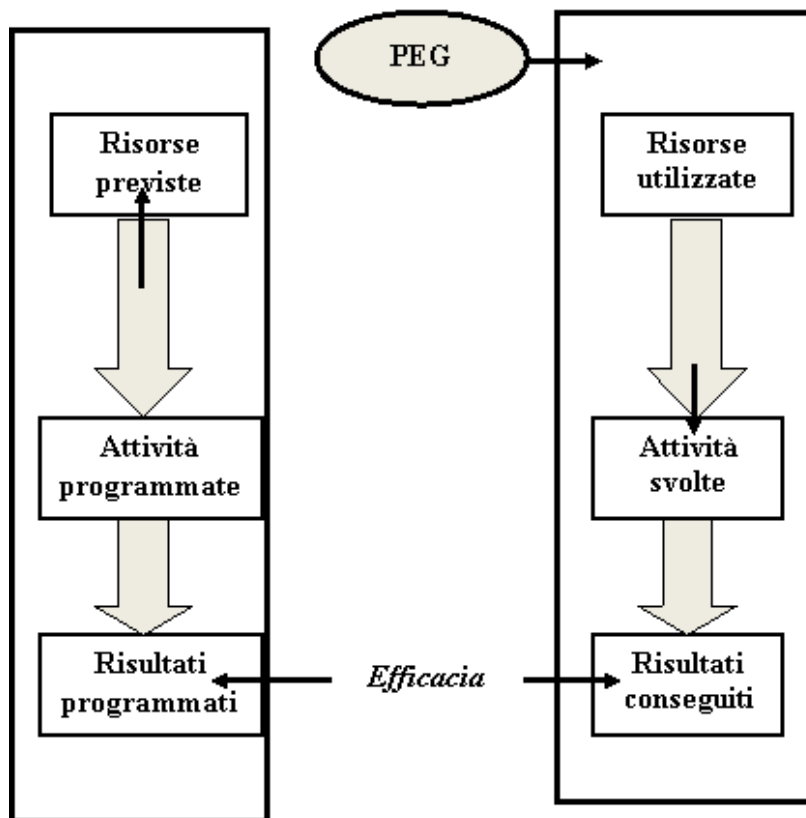 PEG
Risorse
previste
Attività
programmate
Risultati
programmati
Efficacia
Risorse
utilizzate
Attività
svolte
Risultati
conseguiti